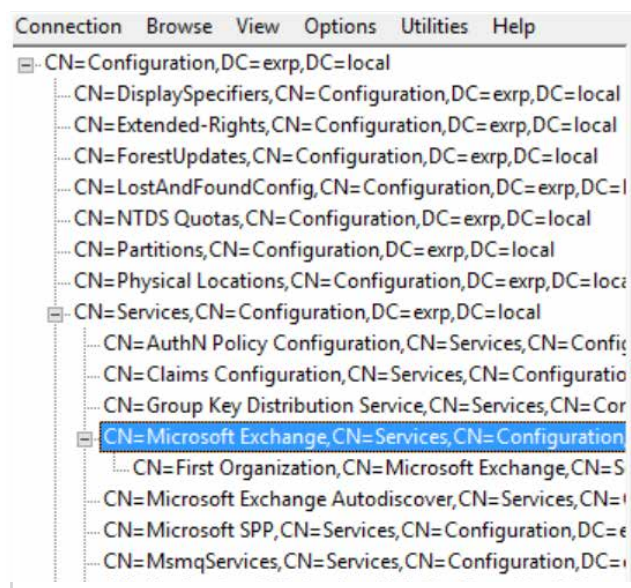 Connection Browse View Options Utilities Help
CN=Configuration,DC=exrp,DC=local
CN=DisplaySpecifiers,CN=Configuration,DC=exrp,DC=local
CN=Extended-Rights,CN=Configuration,DC=exrp,DC=local
CN=ForestUpdates,CN=Configuration,DC=exrp,DC=local
CN=LostAndFoundConfig,CN=Configuration,DC=exrp,DC=l
CN=NTDS Quotas,CN=Configuration,DC=exrp,DC=local
CN=Partitions,CN=Configuration,DC=exrp,DC=local
CN=Physical Locations,CN=Configuration,DC=exrp,DC=loca
CN=Services,CN=Configuration,DC=exrp,DC=local
CN=AuthN Policy Configuration,CN=Services,CN=Config
CN=Claims Configuration,CN=Services,CN=Configuratio
CN=Group Key Distribution Service,CN=Services,CN=Con
CN=Microsoft Exchange,CN=Services,CN=Configuration,
CN=First Organization,CN=Microsoft Exchange,CN=S
CN=Microsoft Exchange Autodiscover,CN=Services,CN=
CN=Microsoft SPP,CN=Services,CN=Configuration,DC=e
CN=MsmqServices,CN=Services,CN=Configuration,DC=